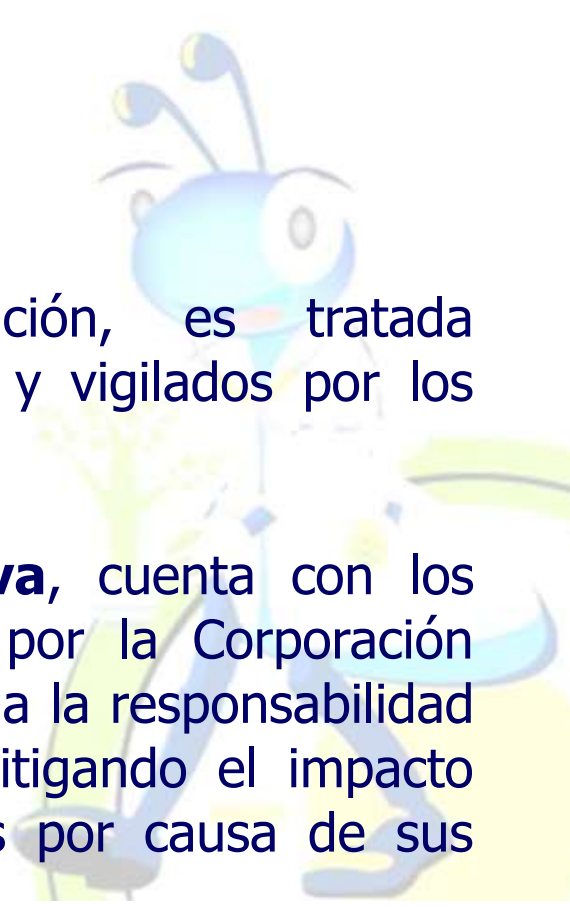 ción, es tratada
y vigilados por los
va, cuenta con los
por la Corporación
a la responsabilidad
itigando el impacto
s por causa de sus